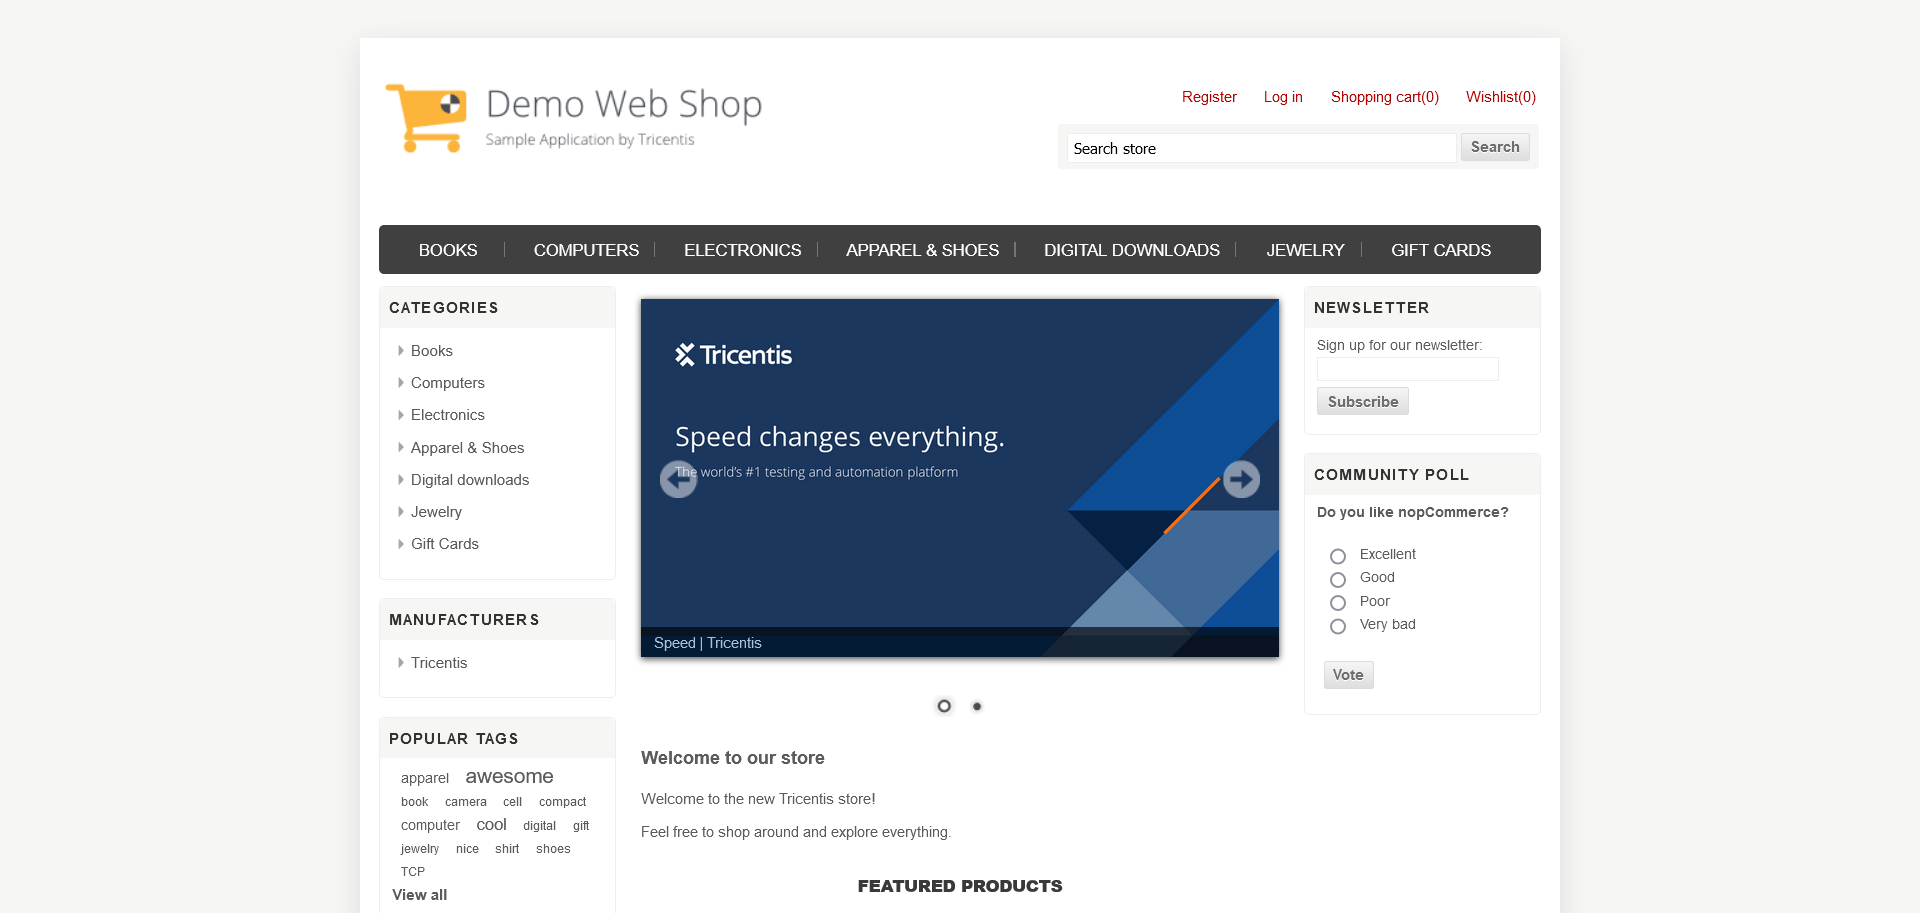 Demo Web Shop
Sample Application by Tricentis
Register Log in Shopping cart(0) Wishlist(0)
Search store Search
BOOKS COMPUTERS ELECTRONICS APPAREL & SHOES DIGITAL DOWNLOADS JEWELRY GIFT CARDS
CATEGORIES
Books
Computers
Electronics
Apparel & Shoes
Digital downloads
Jewelry
Gift Cards
MANUFACTURERS
Tricentis
POPULAR TAGS
apparel awesome
book camera cell compact
computer cool digital gift
jewelry nice shirt shoes
TCP
View all
Tricentis
Speed changes everything.
The world's #1 testing and automation platform
Speed | Tricentis
Welcome to our store
Welcome to the new Tricentis store!
Feel free to shop around and explore everything.
FEATURED PRODUCTS
NEWSLETTER
Sign up for our newsletter:
Subscribe
COMMUNITY POLL
Do you like nopCommerce?
Excellent
Good
Poor
Very bad
Vote